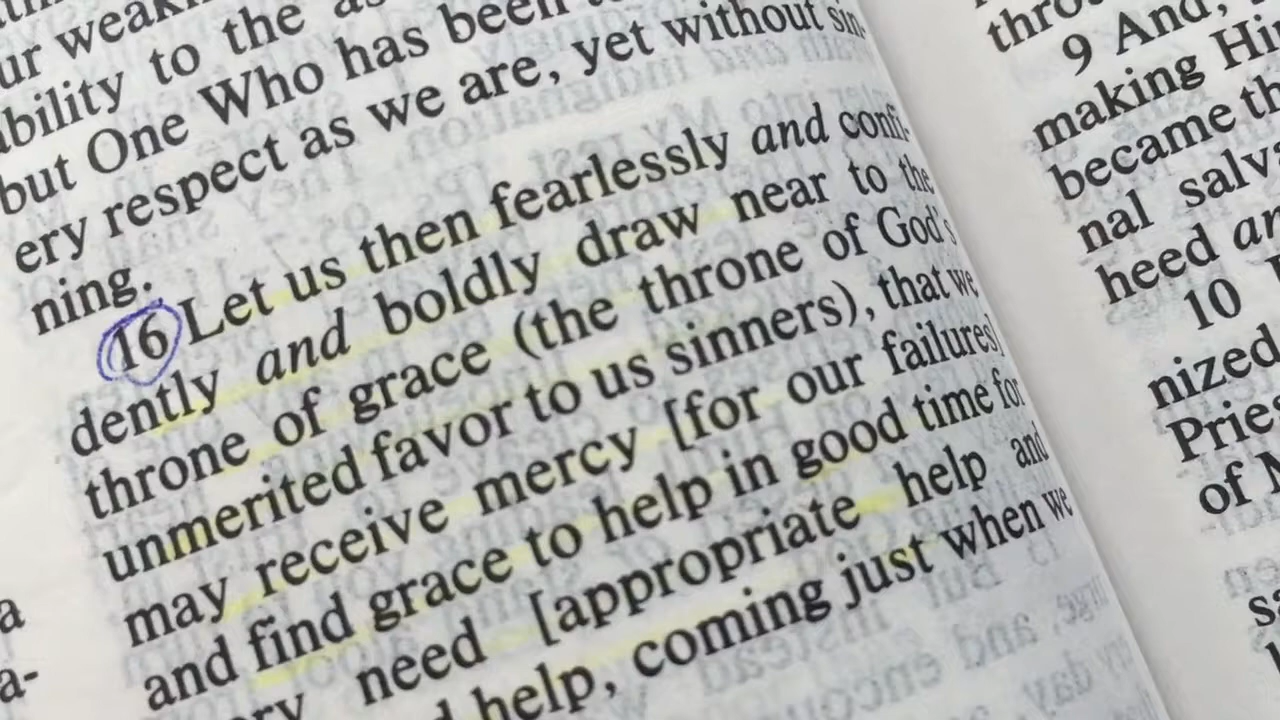 ur
ability to the as
but One Who has been
ery respect as we are, yet without sin-
ning.
16 Let us then fearlessly and confi-
dently and boldly draw near to the
throne of grace (the throne of God's
unmerited favor to us sinners), that we
may receive mercy [for our failures]
and find grace to help in good time for
ery need [appropriate help and
help, coming just when we
a
a-
thro
9 And,
making Hi
became th
nal salv
heed an
10
nized
Prie
of M